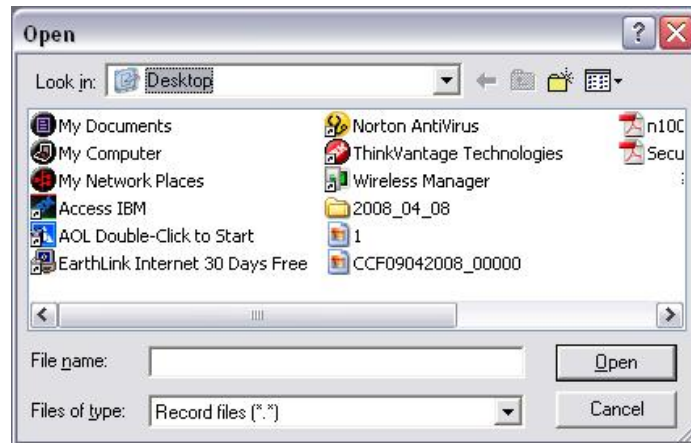 Open
Look in: Desktop
My Documents
My Computer
My Network Places
Access IBM
AOL Double-Click to Start
EarthLink Internet 30 Days Free
Norton AntiVirus
ThinkVantage Technologies
Wireless Manager
2008_04_08
1
CCF09042008_00000
n10C
Secu
File name:
Open
Files of type: Record files (*.*)
Cancel